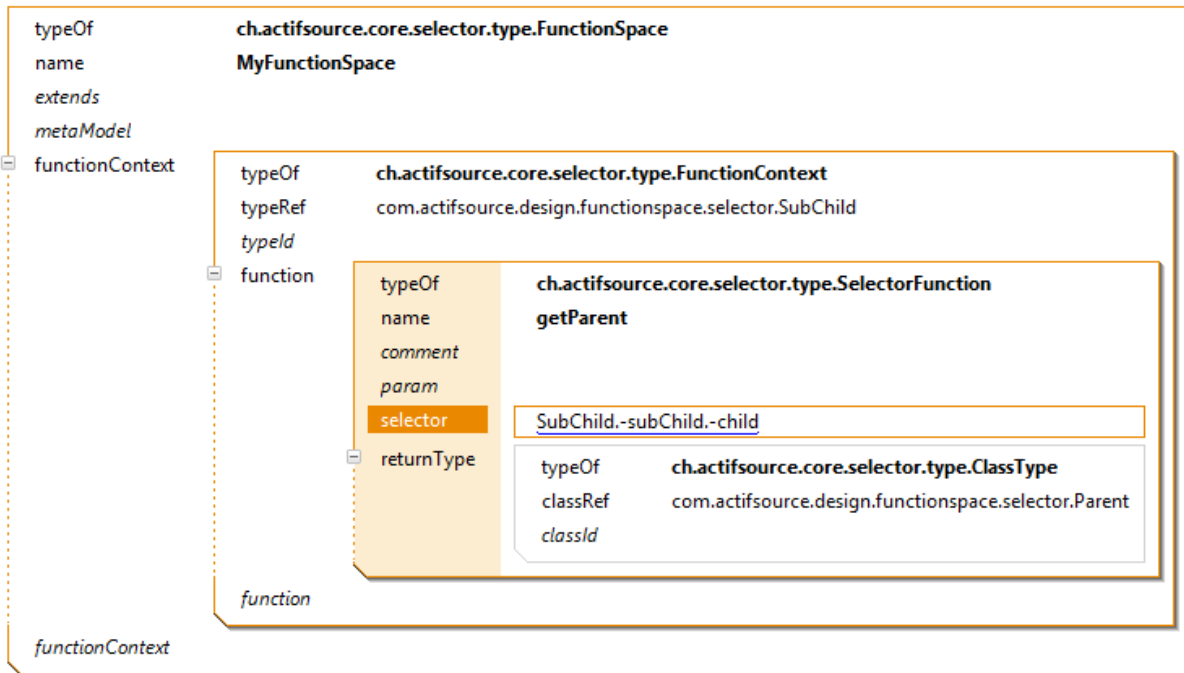 typeOf ch.actifsource.core.selector.type.FunctionSpace
name MyFunctionSpace
extends
metaModel
functionContext
typeOf ch.actifsource.core.selector.type.FunctionContext
typeRef com.actifsource.design.functionspace.selector.SubChild
typeId
function
typeOf ch.actifsource.core.selector.type.SelectorFunction
name getParent
comment
param
selector SubChild.-subChild.-child
returnType
typeOf ch.actifsource.core.selector.type.ClassType
classRef com.actifsource.design.functionspace.selector.Parent
classId
function
functionContext